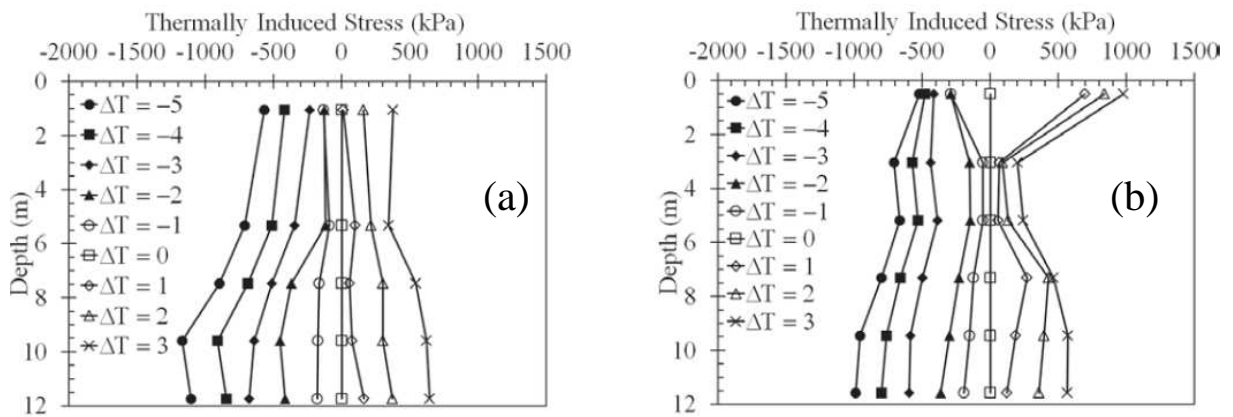 Thermally Induced Stress (kPa)
-2000 -1500 -1000 -500 0 500 1000 1500
Depth (m)
0
2
4
6
8
10
12
ΔT = −5
ΔT = −4
ΔT = −3
ΔT = −2
ΔT = −1
ΔT = 0
ΔT = 1
ΔT = 2
ΔT = 3
(a)
Thermally Induced Stress (kPa)
-2000 -1500 -1000 -500 0 500 1000 1500
Depth (m)
0
2
4
6
8
10
12
ΔT = −5
ΔT = −4
ΔT = −3
ΔT = −2
ΔT = −1
ΔT = 0
ΔT = 1
ΔT = 2
ΔT = 3
(b)